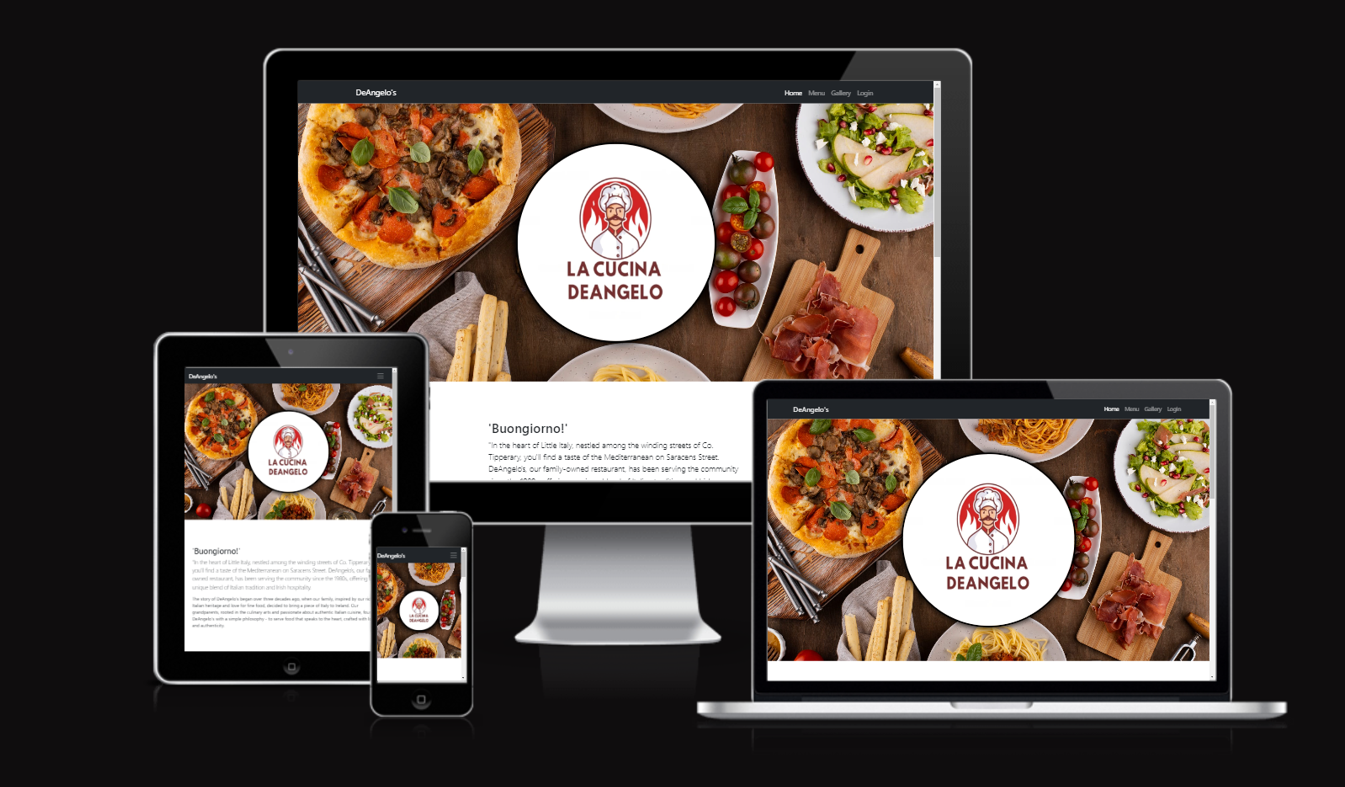 DeAngelo's
Home Menu Gallery Login
LA CUCINA
DEANGELO
'Buongiorno!'
"In the heart of Little Italy, nestled among the winding streets of Co.
Tipperary, you'll find a taste of the Mediterranean on Saracens Street.
DeAngelo's, our family-owned restaurant, has been serving the community
DeAngelo's
LA CUCINA
DEANGELO
'Buongiorno!'
"In the heart of Little Italy, nestled among the winding streets of Co. Tipperary,
you'll find a taste of the Mediterranean on Saracens Street. DeAngelo's, our
owned restaurant, has been serving the community since the 1980s, offering
unique blend of Italian tradition and Irish hospitality.
The story of DeAngelo's began over three decades ago, when our family, inspired by our
Italian heritage and love for fine food, decided to bring a piece of Italy to Ireland. Our
grandparents, rooted in the culinary arts and passionate about authentic Italian cuisine,
DeAngelo's with a simple philosophy - to serve food that speaks to the heart, crafted with
and authenticity.
DeAngelo's
LA CUCINA
DEANGELO
DeAngelo's
Home Menu Gallery Login
LA CUCINA
DEANGELO